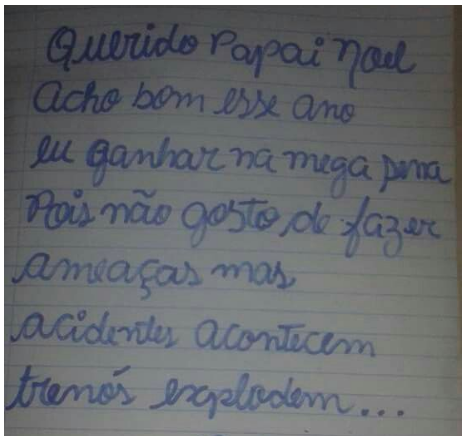 Querido Papai Noel
Acho bom esse ano
eu ganhar na mega sena
Pois não gosto de fazer
ameaças mas
acidentes acontecem
trenós explodem...